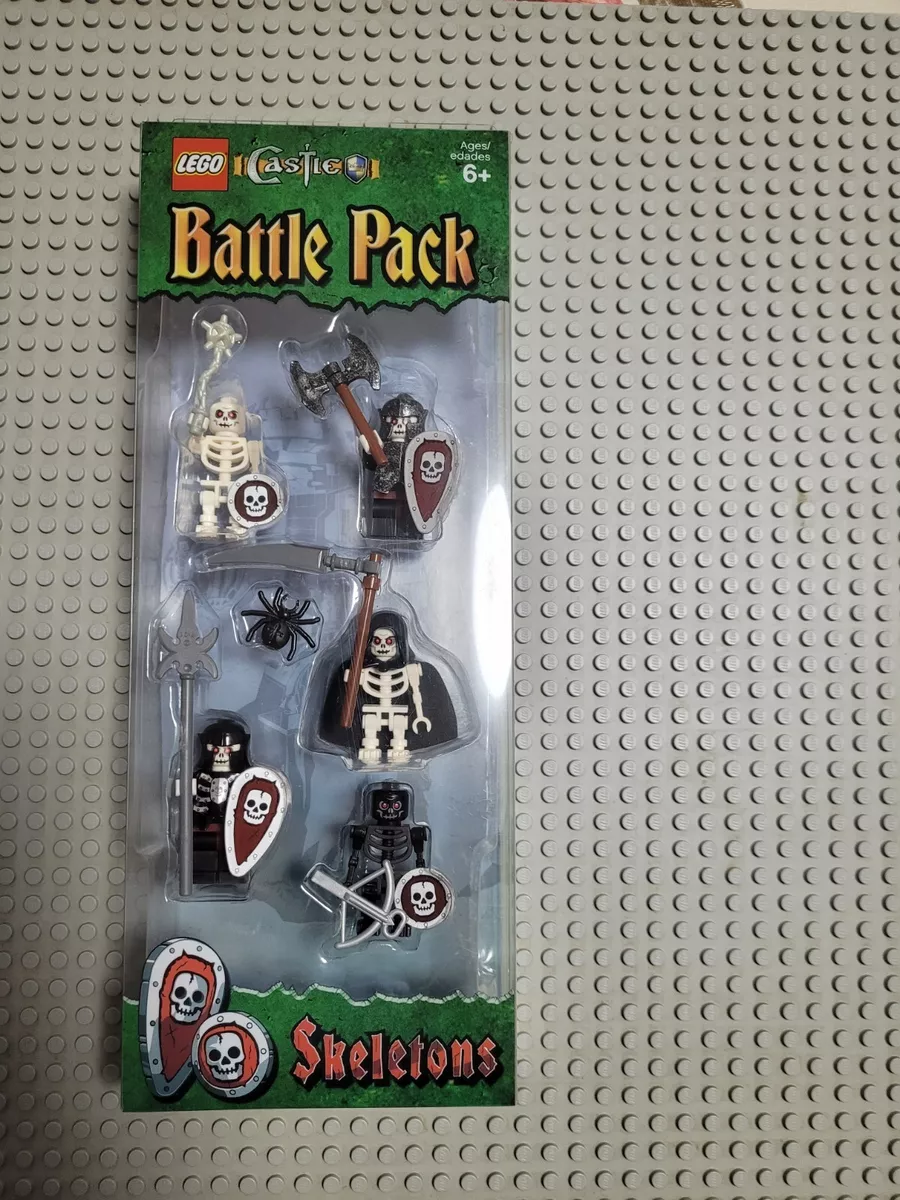 LEGO Castle
Ages/
edades
6+
Battle Pack
Skeletons